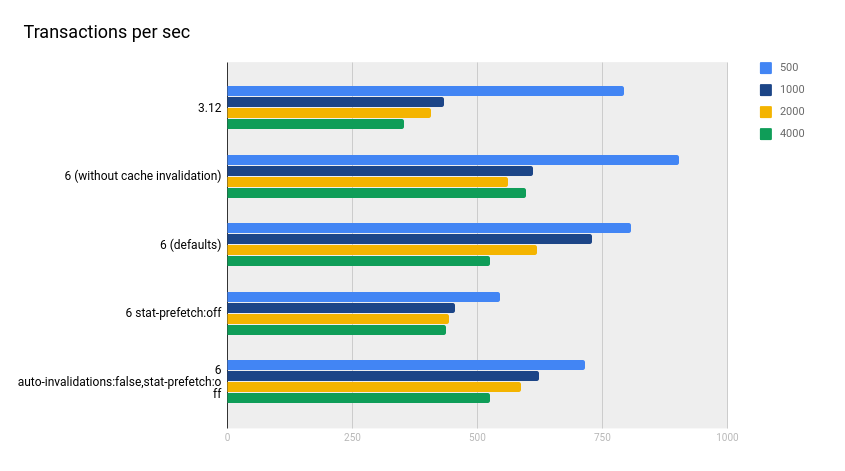 Transactions per sec
500
1000
2000
4000
3.12
6 (without cache invalidation)
6 (defaults)
6 stat-prefetch:off
6
auto-invalidations:false,stat-prefetch:o
ff
0
250
500
750
1000